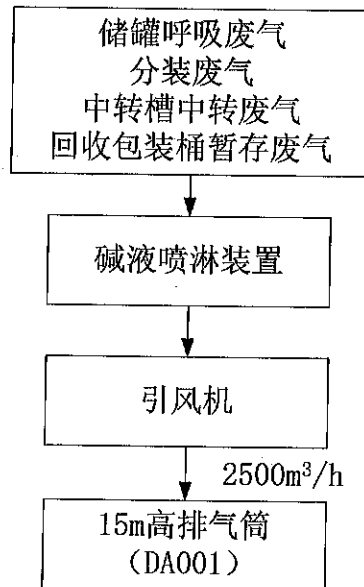 储罐呼吸废气
分装废气
中转槽中转废气
回收包装桶暂存废气
碱液喷淋装置
引风机
2500m³/h
15m高排气筒
（DA001）